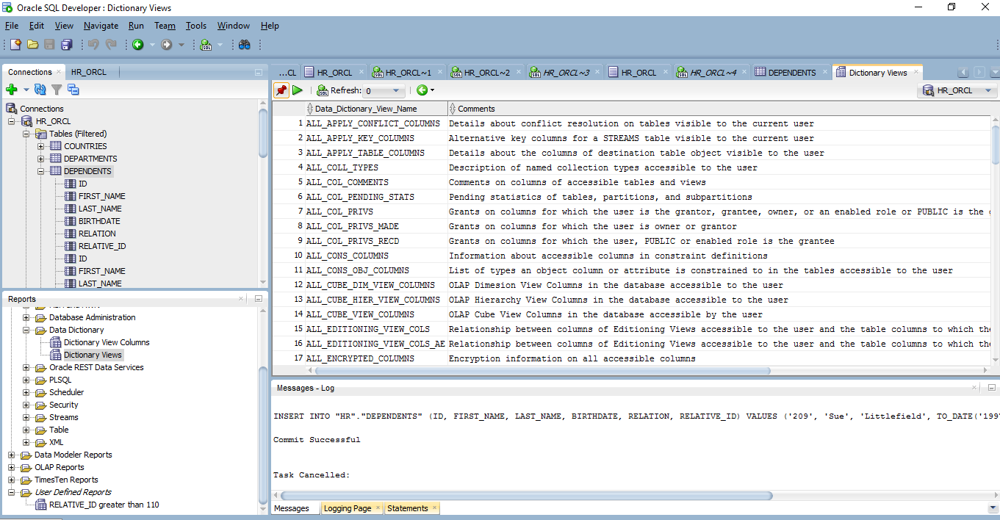 Oracle SQL Developer : Dictionary Views
File Edit View Navigate Run Team Tools Window Help
Connections HR_ORCL
Connections
HR_ORCL
Tables (Filtered)
COUNTRIES
DEPARTMENTS
DEPENDENTS
ID
FIRST_NAME
LAST_NAME
BIRTHDATE
RELATION
RELATIVE_ID
ID
FIRST_NAME
LAST_NAME
Reports
Database Administration
Data Dictionary
Dictionary View Columns
Dictionary Views
Oracle REST Data Services
PLSQL
Scheduler
Security
Streams
Table
XML
Data Modeler Reports
OLAP Reports
TimesTen Reports
User Defined Reports
RELATIVE_ID greater than 110
...CL HR_ORCL HR_ORCL~1 HR_ORCL~2 HR_ORCL~3 HR_ORCL HR_ORCL~4 DEPENDENTS Dictionary Views
SQL Refresh: 0 HR_ORCL
Data_Dictionary_View_Name Comments
1 ALL_APPLY_CONFLICT_COLUMNS Details about conflict resolution on tables visible to the current user
2 ALL_APPLY_KEY_COLUMNS Alternative key columns for a STREAMS table visible to the current user
3 ALL_APPLY_TABLE_COLUMNS Details about the columns of destination table object visible to the user
4 ALL_COLL_TYPES Description of named collection types accessible to the user
5 ALL_COL_COMMENTS Comments on columns of accessible tables and views
6 ALL_COL_PENDING_STATS Pending statistics of tables, partitions, and subpartitions
7 ALL_COL_PRIVS Grants on columns for which the user is the grantor, grantee, owner, or an enabled role or PUBLIC is the
8 ALL_COL_PRIVS_MADE Grants on columns for which the user is owner or grantor
9 ALL_COL_PRIVS_RECD Grants on columns for which the user, PUBLIC or enabled role is the grantee
10 ALL_CONS_COLUMNS Information about accessible columns in constraint definitions
11 ALL_CONS_OBJ_COLUMNS List of types an object column or attribute is constrained to in the tables accessible to the user
12 ALL_CUBE_DIM_VIEW_COLUMNS OLAP Dimesion View Columns in the database accessible to the user
13 ALL_CUBE_HIER_VIEW_COLUMNS OLAP Hierarchy View Columns in the database accessible to the user
14 ALL_CUBE_VIEW_COLUMNS OLAP Cube View Columns in the database accessible by the user
15 ALL_EDITIONING_VIEW_COLS Relationship between columns of Editioning Views accessible to the user and the table columns to which the
16 ALL_EDITIONING_VIEW_COLS_AE Relationship between columns of Editioning Views accessible to the user and the table columns to which the
17 ALL_ENCRYPTED_COLUMNS Encryption information on all accessible columns
Messages - Log
INSERT INTO "HR"."DEPENDENTS" (ID, FIRST_NAME, LAST_NAME, BIRTHDATE, RELATION, RELATIVE_ID) VALUES ('209', 'Sue', 'Littlefield', TO_DATE('199
Commit Successful
Task Cancelled:
Messages Logging Page Statements